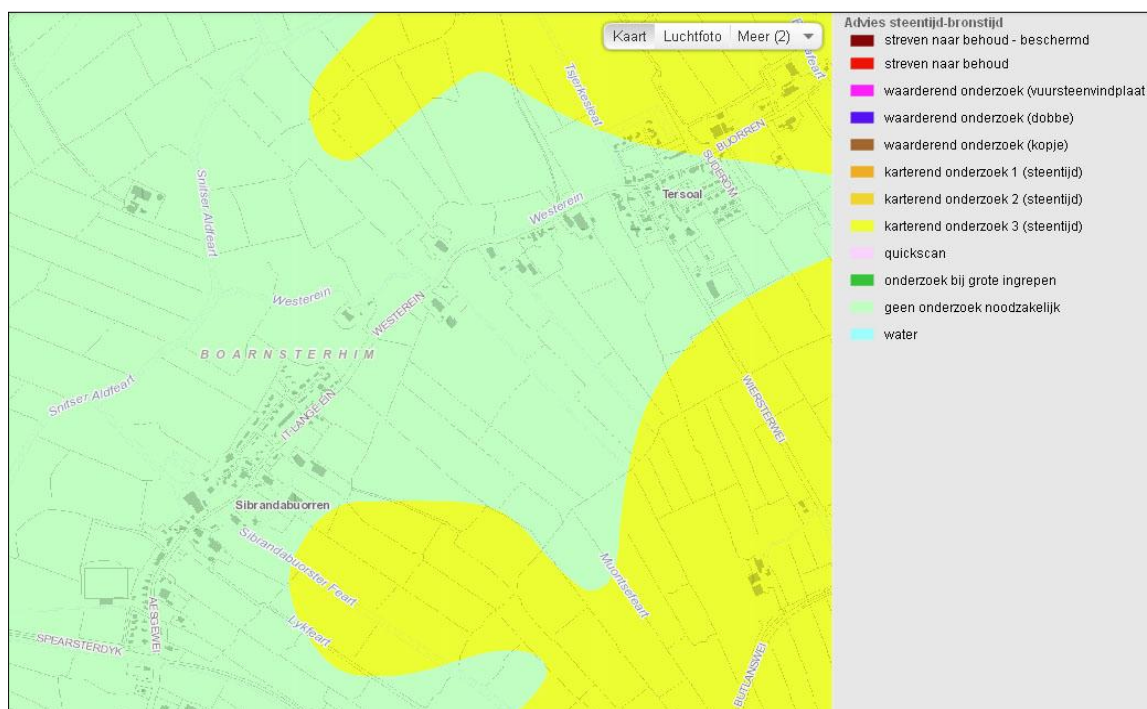 Kaart Luchtfoto Meer (2)
Tsjerkesleat
BUORREN
SUDEROM
Tersoal
Snitser Aldfeart
Westerein
Westerein
WESTEREIN
BOARNSTERHIM
Snitser Aldfeart
IT-LANGE EIN
WIERSTERWEI
Sibrandabuorren
Sibrandabuorster Feart
Muontsefeart
Lykfeart
AESGEWEI
SPEARSTERDYK
BUTLANSWEI
Advies steentijd-bronstijd
streven naar behoud - beschermd
streven naar behoud
waarderend onderzoek (vuursteenvindplaat
waarderend onderzoek (dobbe)
waarderend onderzoek (kopje)
karterend onderzoek 1 (steentijd)
karterend onderzoek 2 (steentijd)
karterend onderzoek 3 (steentijd)
quickscan
onderzoek bij grote ingrepen
geen onderzoek noodzakelijk
water